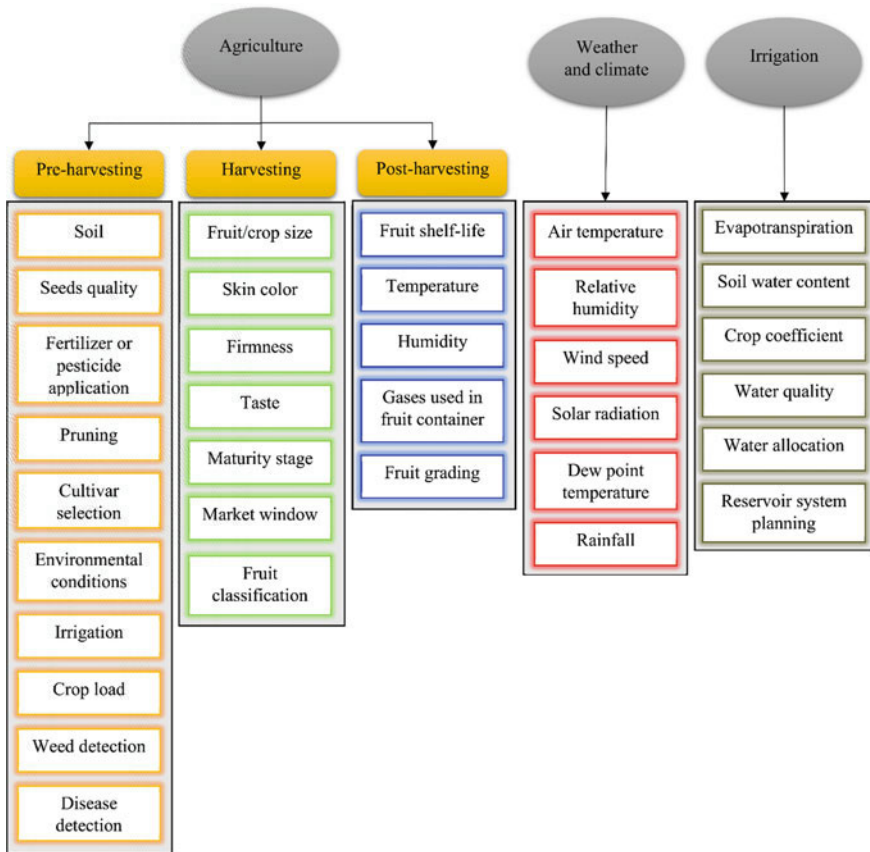 Agriculture
Weather
and climate
Irrigation
Pre-harvesting
Harvesting
Post-harvesting
Soil
Seeds quality
Fertilizer or
pesticide
application
Pruning
Cultivar
selection
Environmental
conditions
Irrigation
Crop load
Weed detection
Disease
detection
Fruit/crop size
Skin color
Firmness
Taste
Maturity stage
Market window
Fruit
classification
Fruit shelf-life
Temperature
Humidity
Gases used in
fruit container
Fruit grading
Air temperature
Relative
humidity
Wind speed
Solar radiation
Dew point
temperature
Rainfall
Evapotranspiration
Soil water content
Crop coefficient
Water quality
Water allocation
Reservoir system
planning